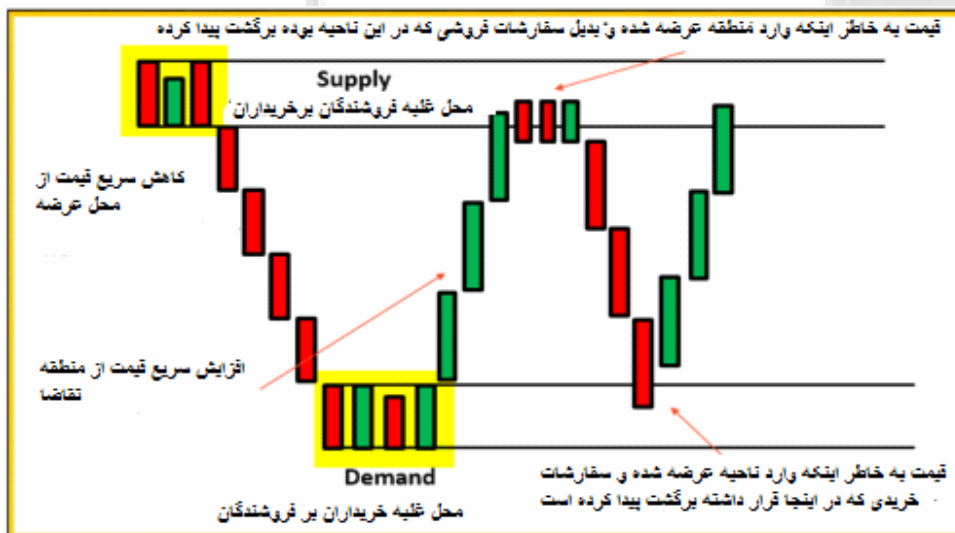 قیمت به خاطر اینکه وارد منطقه عرضه شده و بدیل سفارشات فروشی که در این ناحیه بوده برگشت پیدا کرده
Supply
محل غلبه فروشندگان برخریداران
کاهش سریع قیمت از
محل عرضه
افزایش سریع قیمت از منطقه
تقاضا
Demand
محل غلبه خریداران بر فروشندگان
قیمت به خاطر اینکه وارد ناحیه عرضه شده و سفارشات
خریدی که در اینجا قرار داشته برگشت پیدا کرده است